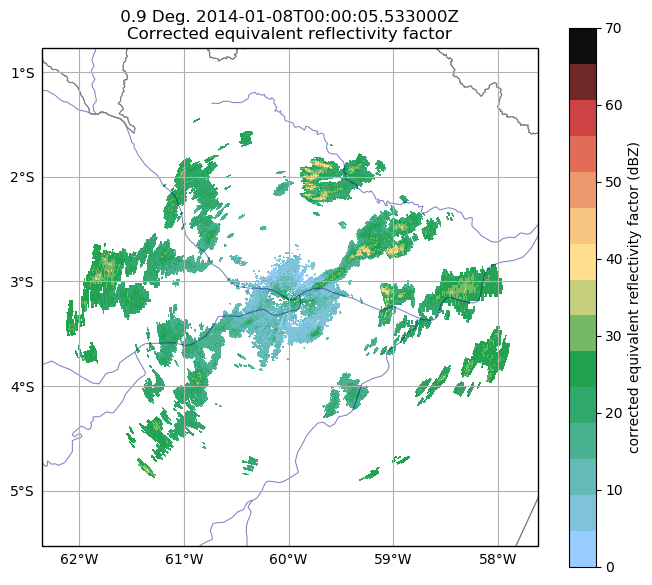 0.9 Deg. 2014-01-08T00:00:05.533000Z
Corrected equivalent reflectivity factor
1°S
2°S
3°S
4°S
5°S
62°W 61°W 60°W 59°W 58°W
70
60
50
40
30
20
10
0
corrected equivalent reflectivity factor (dBZ)